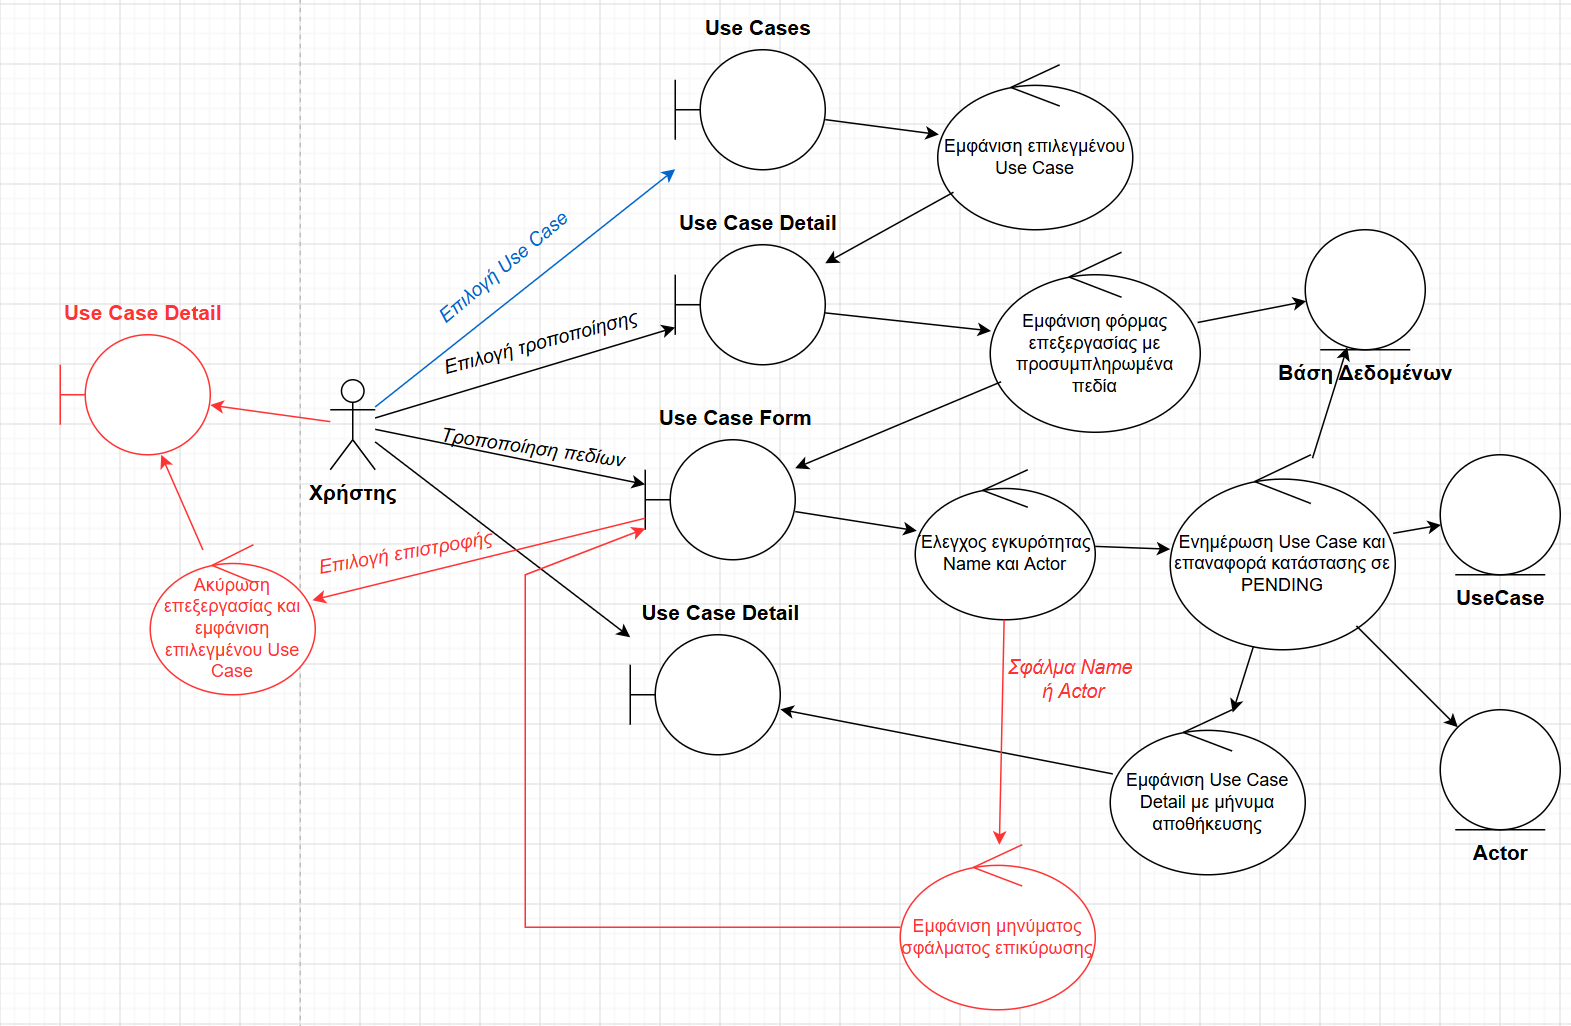 Use Cases
Εμφάνιση επιλεγμένου
Use Case
Επιλογή Use Case
Use Case Detail
Use Case Detail
Επιλογή τροποποίησης
Εμφάνιση φόρμας
επεξεργασίας με
προσυμπληρωμένα
πεδία
Βάση Δεδομένων
Use Case Form
Τροποποίηση πεδίων
Χρήστης
Επιλογή επιστροφής
Έλεγχος εγκυρότητας
Name και Actor
Ενημέρωση Use Case και
επαναφορά κατάστασης σε
PENDING
UseCase
Ακύρωση
επεξεργασίας και
εμφάνιση
επιλεγμένου Use
Case
Use Case Detail
Σφάλμα Name
ή Actor
Εμφάνιση Use Case
Detail με μήνυμα
αποθήκευσης
Actor
Εμφάνιση μηνύματος
σφάλματος επικύρωσης